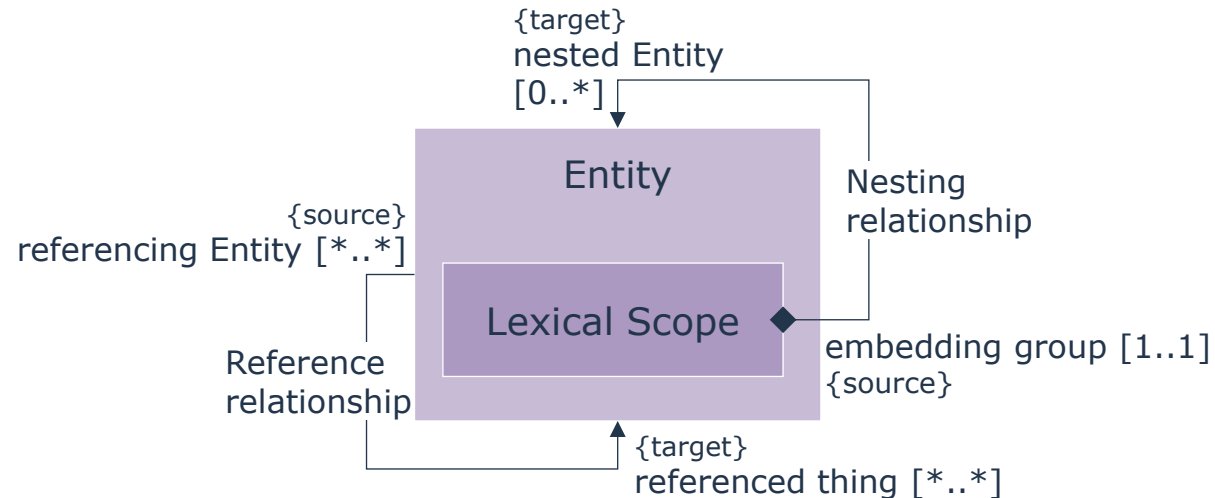 {target}
nested Entity
[0..*]
Entity
Nesting
relationship
{source}
referencing Entity [*..*]
Lexical Scope
embedding group [1..1]
{source}
Reference
relationship
{target}
referenced thing [*..*]